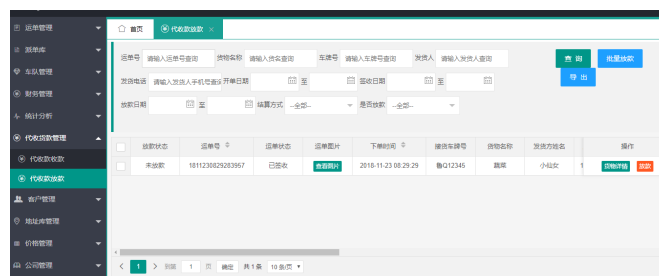 运单管理
派单库
车队管理
财务管理
统计分析
代收货款管理
代收款收款
代收款放款
客户管理
地址库管理
价格管理
公司管理
首页 代收款放款 ×
运单号 请输入运单号查询 货物名称 请输入货名查询 车牌号 请输入车牌号查询 发货人 请输入发货人查询 查 询 批量放款
发货电话 请输入发货人手机号查询 开单日期 至 签收日期 至 导 出
放款日期 至 结算方式 --全部-- 是否放款 --全部--
放款状态 运单号 运单状态 运单图片 下单时间 接货车牌号 货物名称 发货方姓名 操作
未放款 1811230829283957 已签收 查看图片 2018-11-23 08:29:29 鲁Q12345 蔬菜 小仙女 1 货物详情 放款
< 1 > 到第 1 页 确定 共 1 条 10 条/页